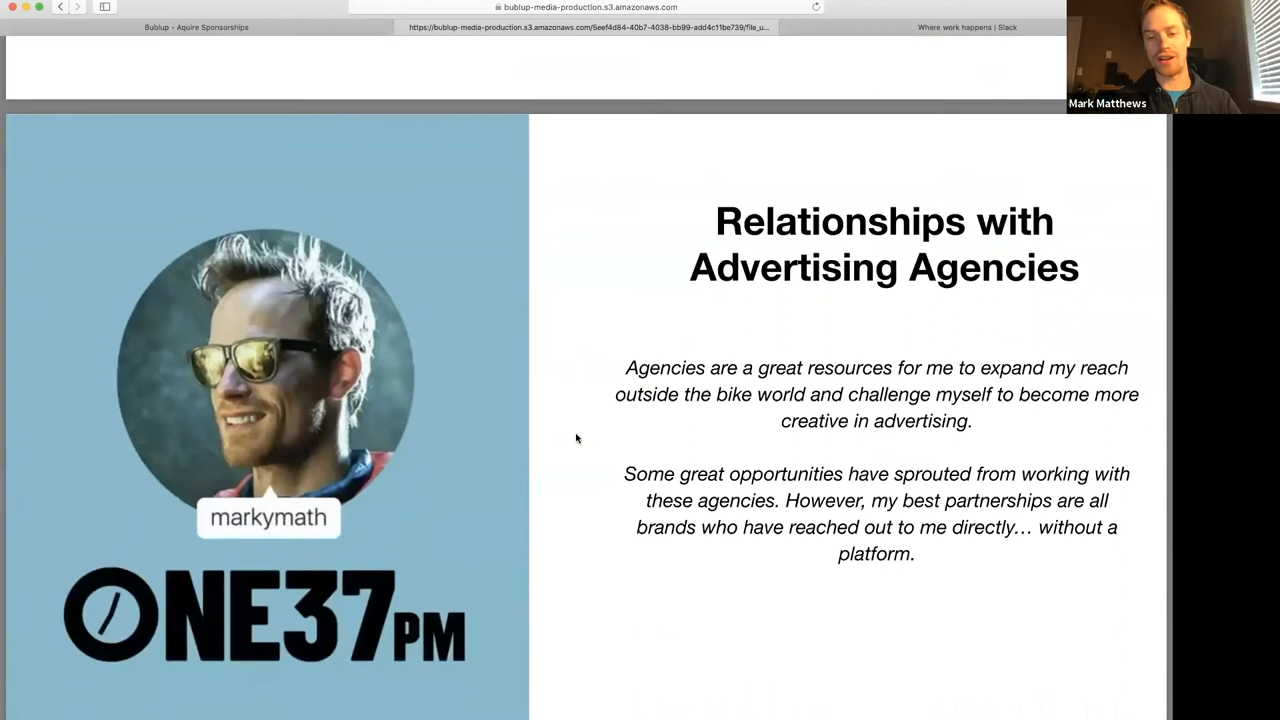 bublup-media-production.s3.amazonaws.com
Bublup - Aquire Sponsorships
https://bublup-media-production.s3.amazonaws.com/6eef4d84-40b7-4038-bb99-add4c11be739/file_u...
Where work happens | Slack
Mark Matthews
Relationships with
Advertising Agencies
Agencies are a great resources for me to expand my reach
outside the bike world and challenge myself to become more
creative in advertising.
Some great opportunities have sprouted from working with
these agencies. However, my best partnerships are all
brands who have reached out to me directly… without a
platform.
markymath
ONE37PM